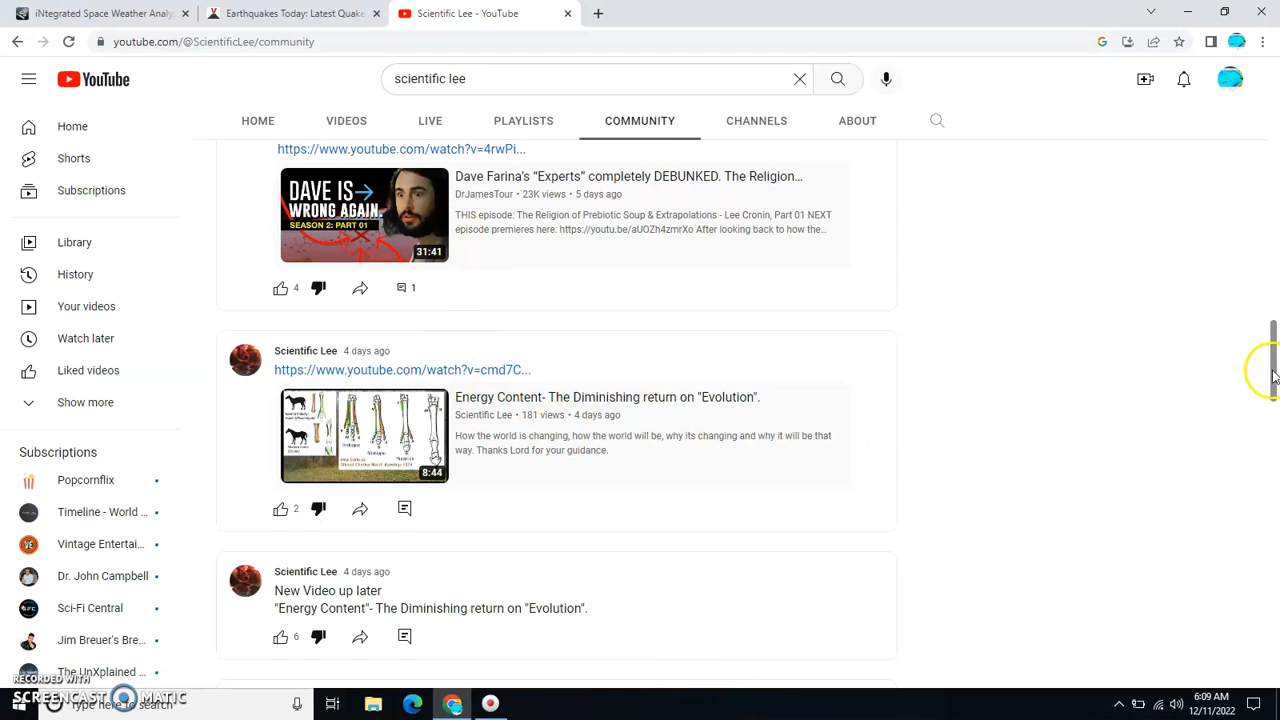 iNtegrated Space Weather Analy
Earthquakes Today: Latest Quake
Scientific Lee - YouTube
youtube.com/@ScientificLee/community
YouTube
scientific lee
HOME VIDEOS LIVE PLAYLISTS COMMUNITY CHANNELS ABOUT
Home
Shorts
Subscriptions
Library
History
Your videos
Watch later
Liked videos
Show more
Subscriptions
Popcornflix
Timeline - World ...
Vintage Entertai...
Dr. John Campbell
Sci-Fi Central
Jim Breuer's Bre...
The UnXplained
https://www.youtube.com/watch?v=4rwPi...
DAVE IS
WRONG AGAIN.
SEASON 2: PART 01
31:41
Dave Farina's “Experts” completely DEBUNKED. The Religion...
DrJamesTour • 23K views • 5 days ago
THIS episode: The Religion of Prebiotic Soup & Extrapolations - Lee Cronin, Part 01 NEXT
episode premieres here: https://youtu.be/aUOZh4zmrXo After looking back to how the...
4 1
Scientific Lee 4 days ago
https://www.youtube.com/watch?v=cmd7C...
8:44
Energy Content- The Diminishing return on "Evolution".
Scientific Lee • 181 views • 4 days ago
How the world is changing, how the world will be, why its changing and why it will be that
way. Thanks Lord for your guidance.
2
Scientific Lee 4 days ago
New Video up later
"Energy Content"- The Diminishing return on "Evolution".
6
RECORDED WITH
SCREENCAST MATIC
Type here to search
6:09 AM
12/11/2022